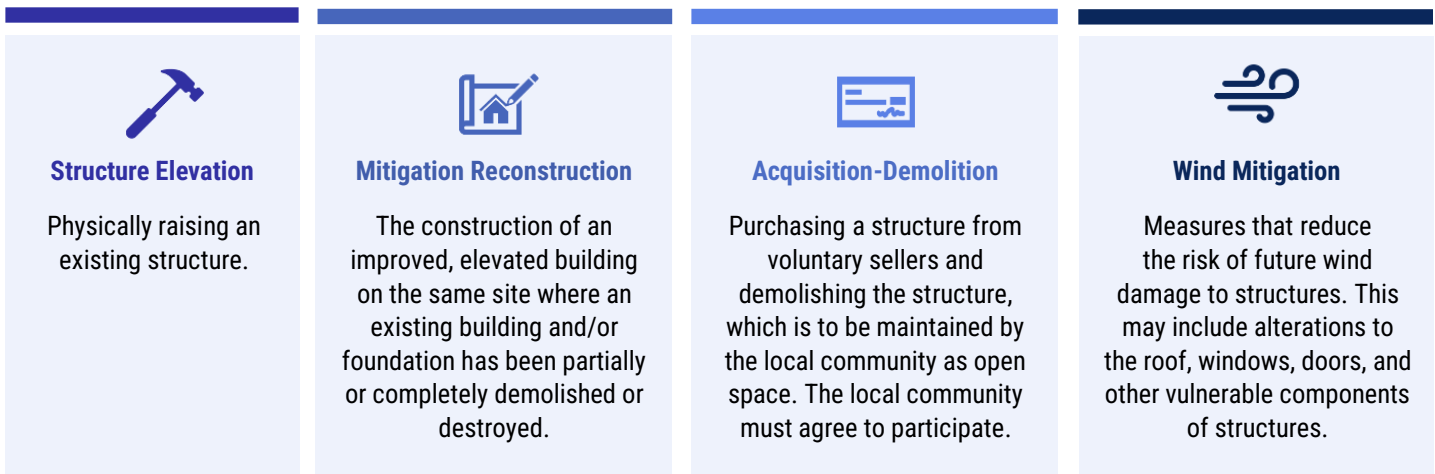 Structure Elevation
Physically raising an
existing structure.
Mitigation Reconstruction
The construction of an
improved, elevated building
on the same site where an
existing building and/or
foundation has been partially
or completely demolished or
destroyed.
Acquisition-Demolition
Purchasing a structure from
voluntary sellers and
demolishing the structure,
which is to be maintained by
the local community as open
space. The local community
must agree to participate.
Wind Mitigation
Measures that reduce
the risk of future wind
damage to structures. This
may include alterations to
the roof, windows, doors, and
other vulnerable components
of structures.